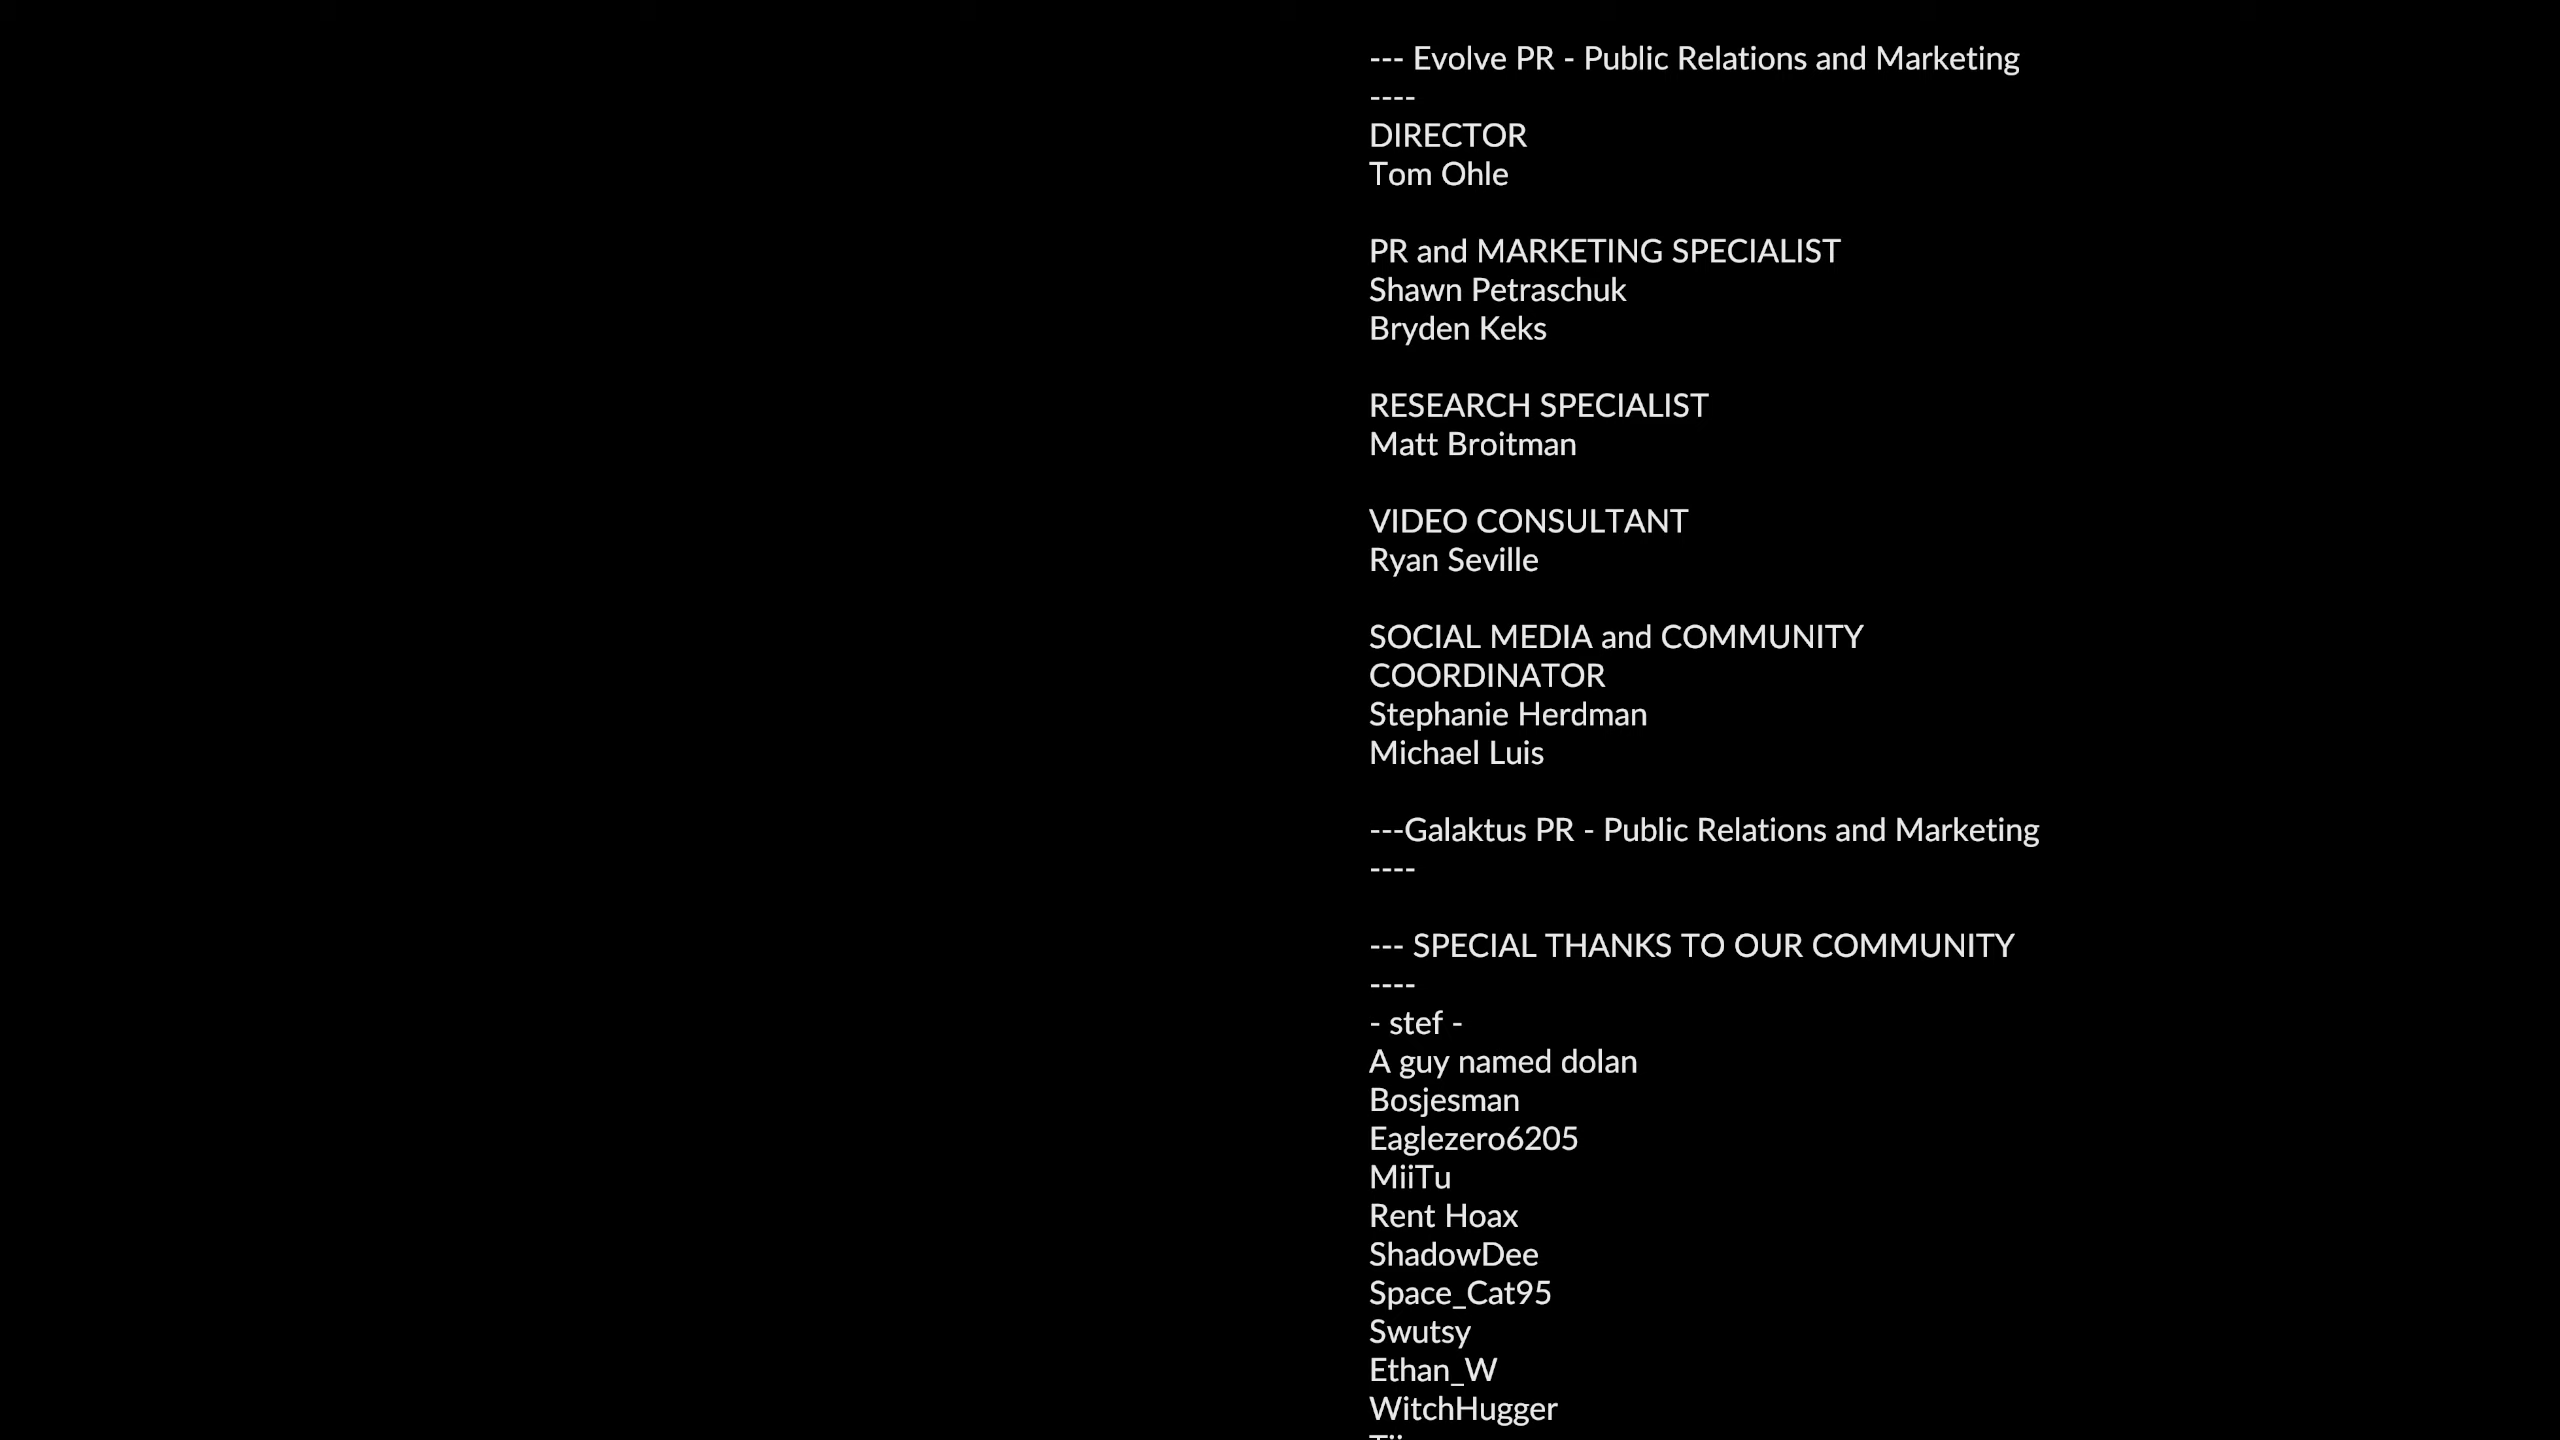 --- Evolve PR - Public Relations and Marketing
----
DIRECTOR
Tom Ohle
PR and MARKETING SPECIALIST
Shawn Petraschuk
Bryden Keks
RESEARCH SPECIALIST
Matt Broitman
VIDEO CONSULTANT
Ryan Seville
SOCIAL MEDIA and COMMUNITY
COORDINATOR
Stephanie Herdman
Michael Luis
---Galaktus PR - Public Relations and Marketing
----
--- SPECIAL THANKS TO OUR COMMUNITY
----
- stef -
A guy named dolan
Bosjesman
Eaglezero6205
MiiTu
Rent Hoax
ShadowDee
Space_Cat95
Swutsy
Ethan_W
WitchHugger